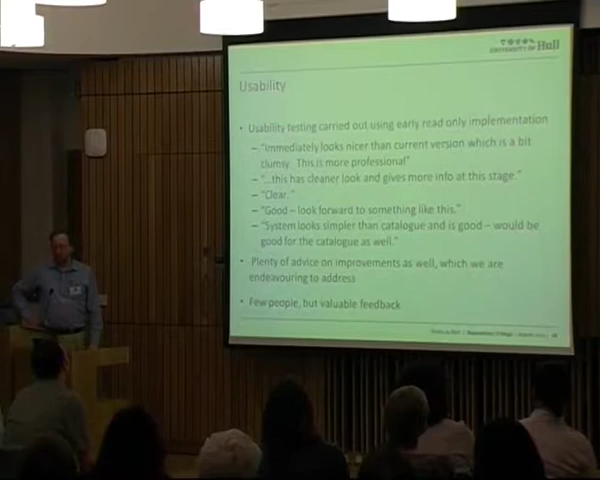 UNIVERSITY OF Hull
Usability
• Usability testing carried out using early read only implementation
– "Immediately looks nicer than current version which is a bit
clumsy. This is more professional"
– "...this has cleaner look and gives more info at this stage."
– "Clear."
– "Good – look forward to something like this."
– "System looks simpler than catalogue and is good – would be
good for the catalogue as well."
• Plenty of advice on improvements as well, which we are
endeavouring to address
• Few people, but valuable feedback